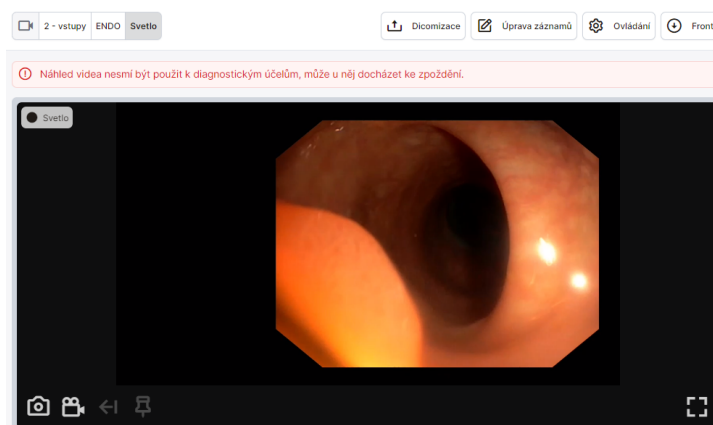 2 - vstupy ENDO Svetlo Dicomizace Úprava záznamů Ovládání Front
Náhled videa nesmí být použit k diagnostickým účelům, může u něj docházet ke zpoždění.
Svetlo